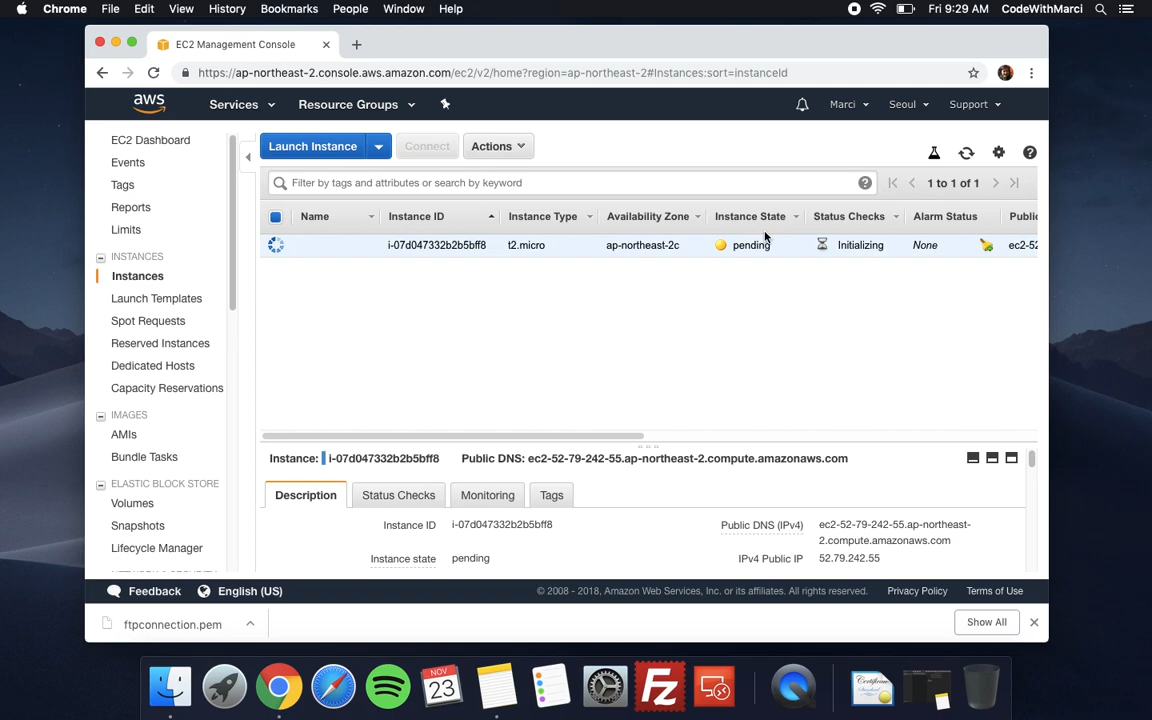 Chrome File Edit View History Bookmarks People Window Help Fri 9:29 AM CodeWithMarci
EC2 Management Console
https://ap-northeast-2.console.aws.amazon.com/ec2/v2/home?region=ap-northeast-2#Instances:sort=instanceId
aws Services Resource Groups Marci Seoul Support
EC2 Dashboard
Events
Tags
Reports
Limits
INSTANCES
Instances
Launch Templates
Spot Requests
Reserved Instances
Dedicated Hosts
Capacity Reservations
IMAGES
AMIs
Bundle Tasks
ELASTIC BLOCK STORE
Volumes
Snapshots
Lifecycle Manager
Launch Instance Connect Actions
Filter by tags and attributes or search by keyword 1 to 1 of 1
Name Instance ID Instance Type Availability Zone Instance State Status Checks Alarm Status Public
i-07d047332b2b5bff8 t2.micro ap-northeast-2c pending Initializing None ec2-52
Instance: i-07d047332b2b5bff8 Public DNS: ec2-52-79-242-55.ap-northeast-2.compute.amazonaws.com
Description Status Checks Monitoring Tags
Instance ID i-07d047332b2b5bff8 Public DNS (IPv4) ec2-52-79-242-55.ap-northeast-
2.compute.amazonaws.com
Instance state pending IPv4 Public IP 52.79.242.55
Feedback English (US) © 2008 - 2018, Amazon Web Services, Inc. or its affiliates. All rights reserved. Privacy Policy Terms of Use
ftpconnection.pem Show All
NOV
23
Fz